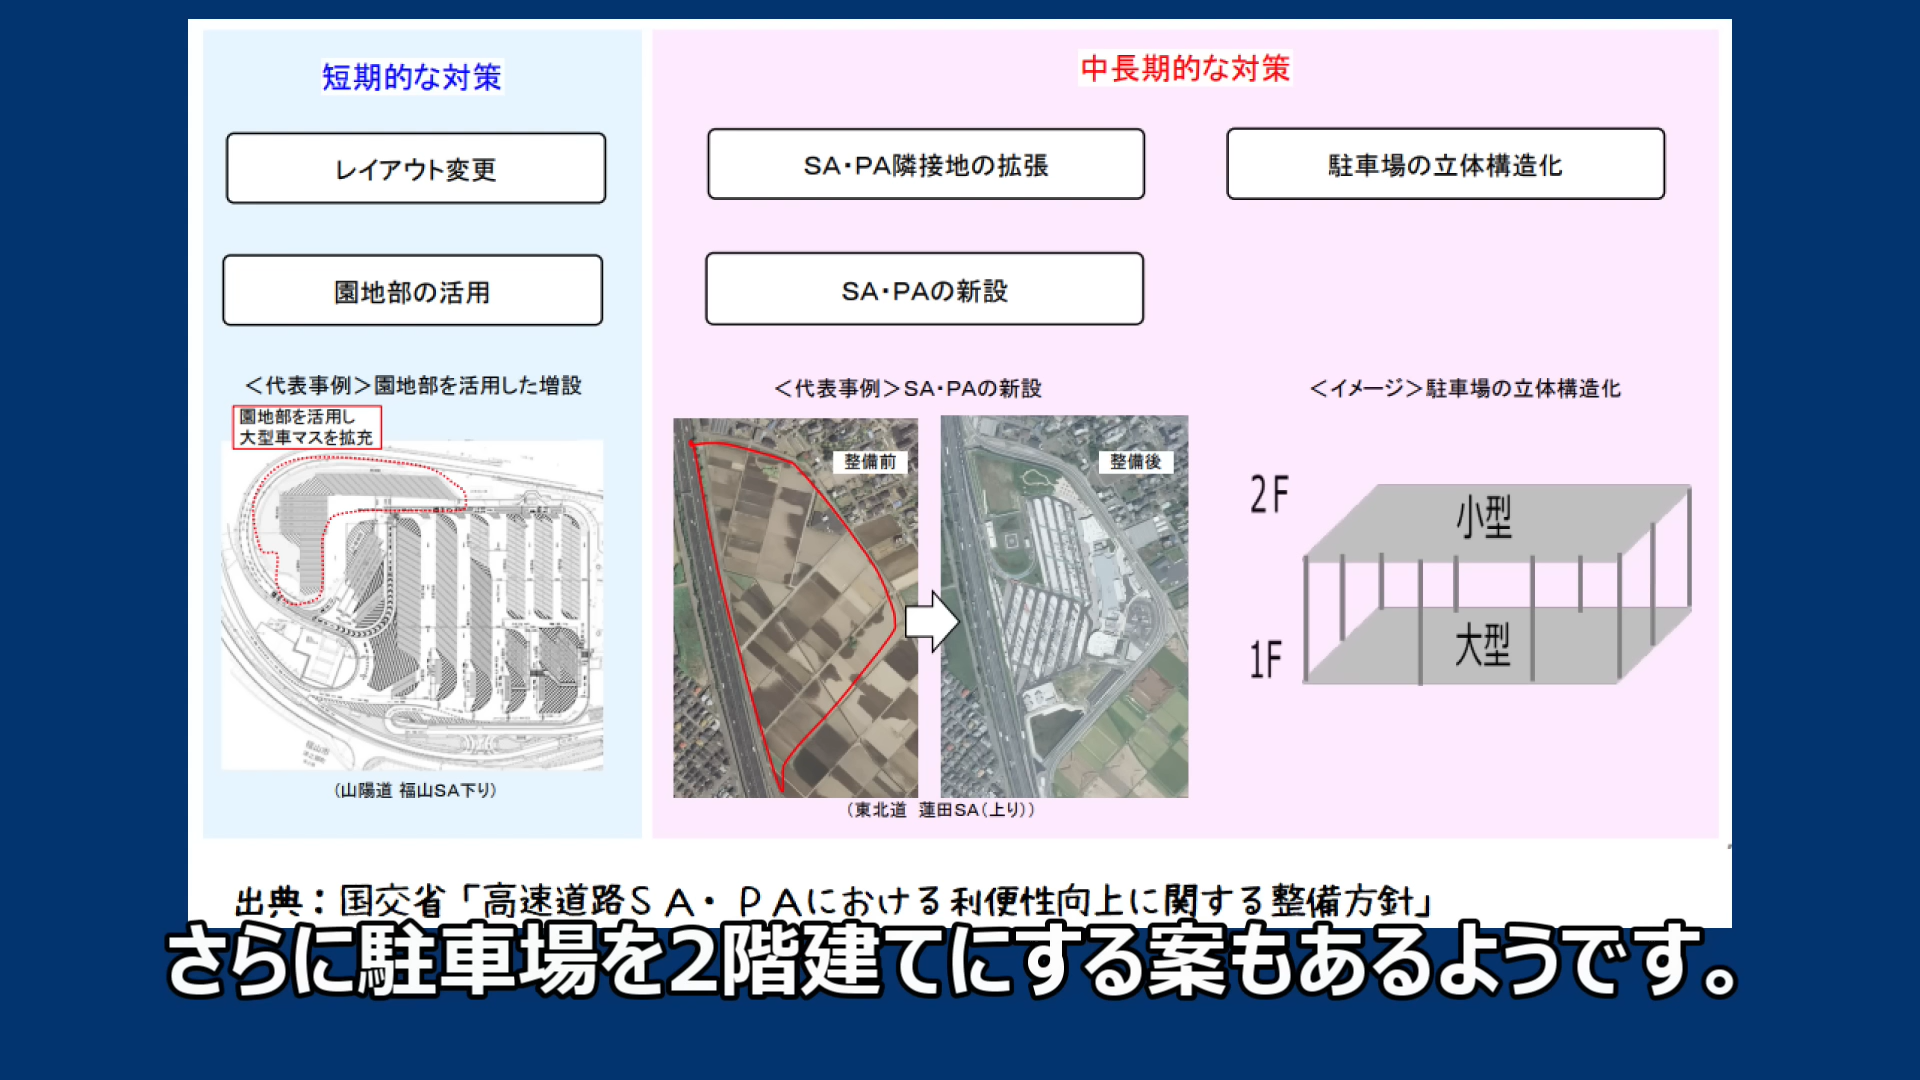 短期的な対策
レイアウト変更
園地部の活用
＜代表事例＞園地部を活用した増設
園地部を活用し
大型車マスを拡充
（山陽道 福山SA下り）
中長期的な対策
SA・PA隣接地の拡張
駐車場の立体構造化
SA・PAの新設
＜代表事例＞SA・PAの新設
整備前
整備後
（東北道　蓮田SA（上り））
＜イメージ＞駐車場の立体構造化
2F
小型
1F
大型
出典：国交省「高速道路ＳＡ・ＰＡにおける利便性向上に関する整備方針」
さらに駐車場を2階建てにする案もあるようです。